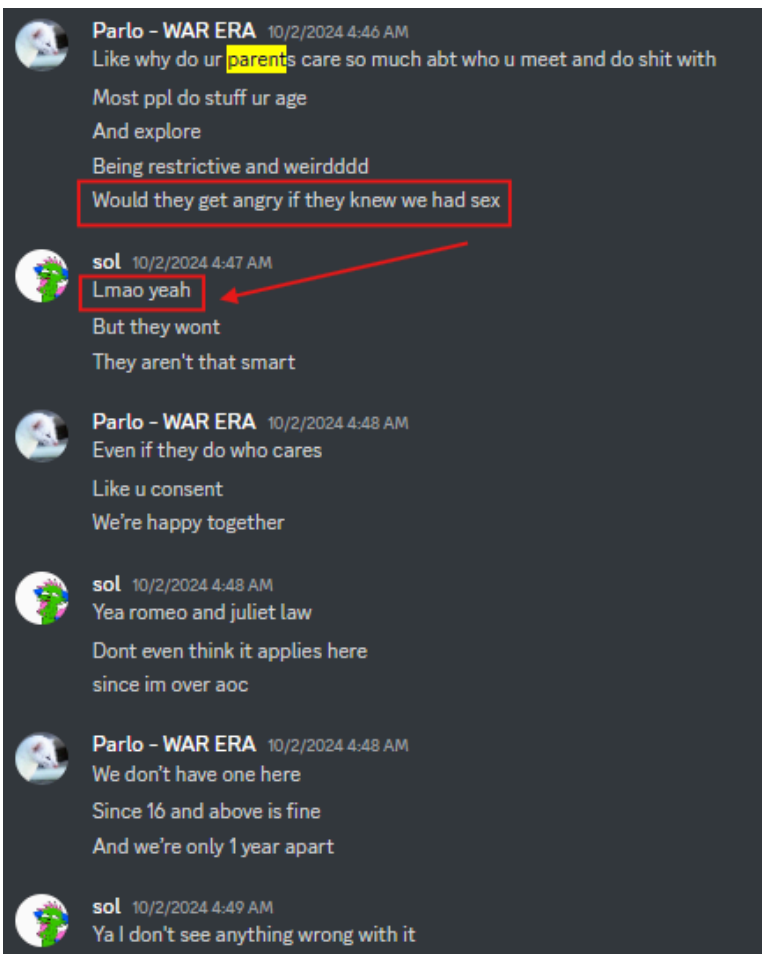 Parlo - WAR ERA 10/2/2024 4:46 AM
Like why do ur parents care so much abt who u meet and do shit with
Most ppl do stuff ur age
And explore
Being restrictive and weirdddd
Would they get angry if they knew we had sex
sol 10/2/2024 4:47 AM
Lmao yeah
But they wont
They aren't that smart
Parlo - WAR ERA 10/2/2024 4:48 AM
Even if they do who cares
Like u consent
We're happy together
sol 10/2/2024 4:48 AM
Yea romeo and juliet law
Dont even think it applies here
since im over aoc
Parlo - WAR ERA 10/2/2024 4:48 AM
We don't have one here
Since 16 and above is fine
And we're only 1 year apart
sol 10/2/2024 4:49 AM
Ya I don't see anything wrong with it